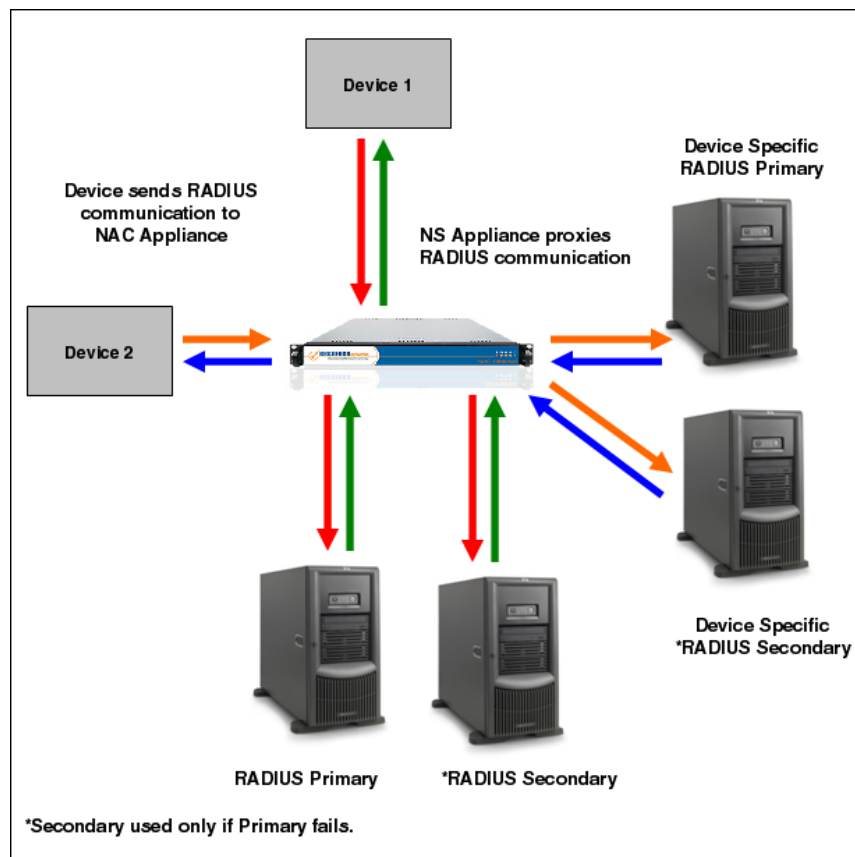 Device 1
Device Specific
RADIUS Primary
Device sends RADIUS
communication to
NAC Appliance
NS Appliance proxies
RADIUS communication
Device 2
Device Specific
*RADIUS Secondary
RADIUS Primary
*RADIUS Secondary
*Secondary used only if Primary fails.